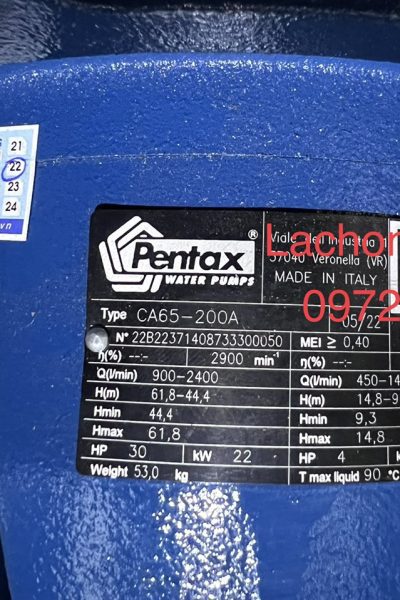 21
22
23
24
Pentax®
WATER PUMPS
37040 Veronella (VR)
MADE IN ITALY
Lachon
0972
Type CA65-200A
05/22
N° 22B22371408733300050
MEI ≥ 0,40
η(%) --:-
2900 min⁻¹
η(%)
Q(l/min) 900-2400
Q(l/min) 450-14
H(m) 61,8-44,4
H(m) 14,8-9
Hmin 44,4
Hmin 9,3
Hmax 61,8
Hmax 14,8
HP 30 kW 22
HP 4
Weight 53,0 kg
T max liquid 90 °C